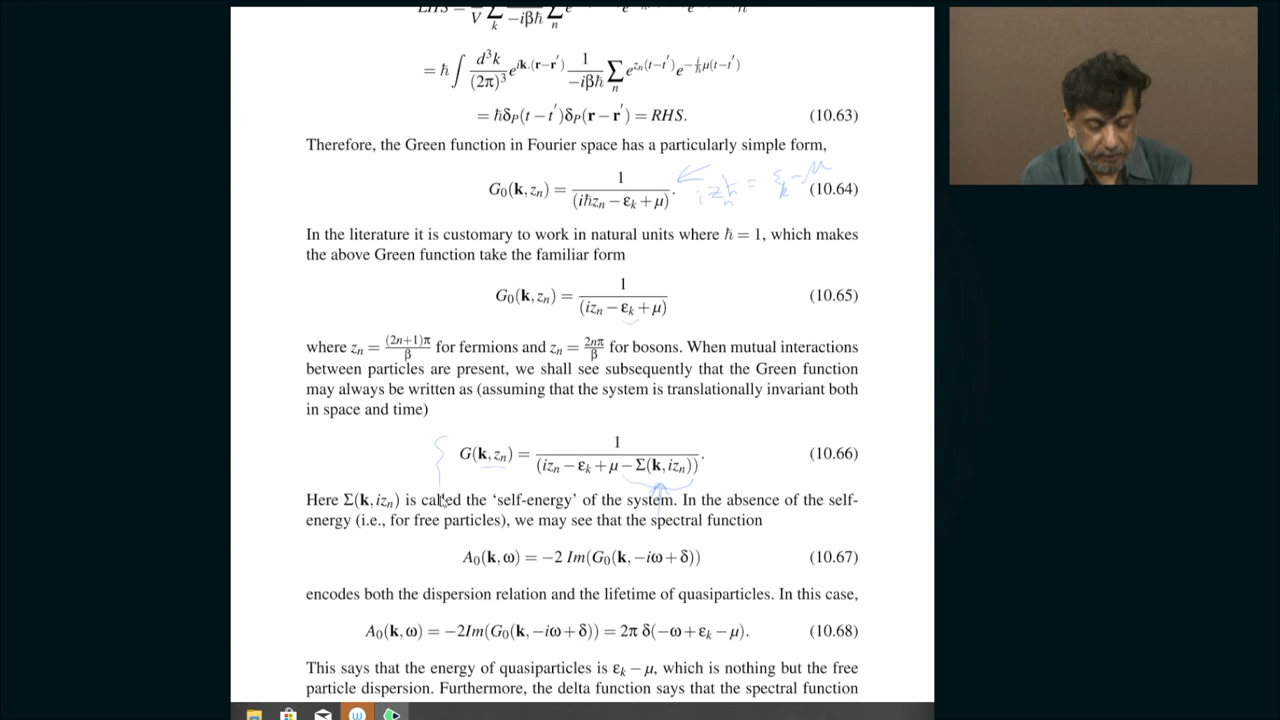 = ħ ∫ d³k/(2π)³ e^{ik.(r−r′)} 1/(−iβħ) ∑_n e^{z_n(t−t′)} e^{−(i/ħ)μ(t−t′)}
= ħδ_P(t − t′)δ_P(r − r′) = RHS. (10.63)
Therefore, the Green function in Fourier space has a particularly simple form,
G₀(k, z_n) = 1/(iħz_n − ε_k + μ). (10.64)
i z_n ħ = ε_k − μ
In the literature it is customary to work in natural units where ħ = 1, which makes
the above Green function take the familiar form
G₀(k, z_n) = 1/(iz_n − ε_k + μ) (10.65)
where z_n = (2n+1)π/β for fermions and z_n = 2nπ/β for bosons. When mutual interactions
between particles are present, we shall see subsequently that the Green function
may always be written as (assuming that the system is translationally invariant both
in space and time)
G(k, z_n) = 1/(iz_n − ε_k + μ − Σ(k, iz_n)). (10.66)
Here Σ(k, iz_n) is called the ‘self-energy’ of the system. In the absence of the self-
energy (i.e., for free particles), we may see that the spectral function
A₀(k, ω) = −2 Im(G₀(k, −iω + δ)) (10.67)
encodes both the dispersion relation and the lifetime of quasiparticles. In this case,
A₀(k, ω) = −2Im(G₀(k, −iω + δ)) = 2π δ(−ω + ε_k − μ). (10.68)
This says that the energy of quasiparticles is ε_k − μ, which is nothing but the free
particle dispersion. Furthermore, the delta function says that the spectral function